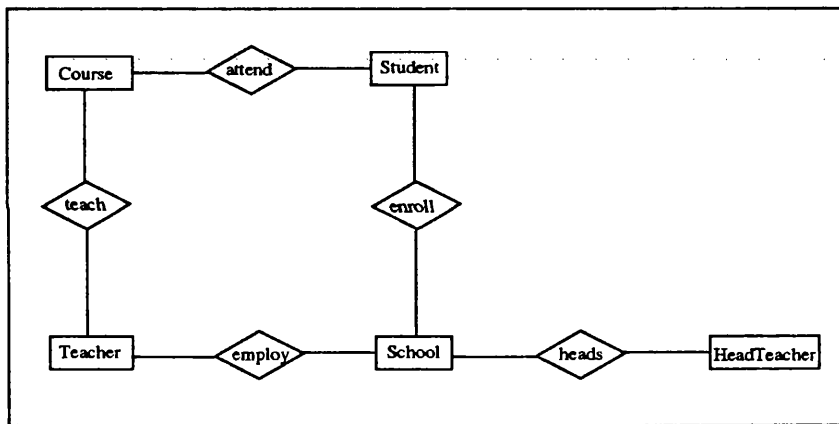 Course
attend
Student
teach
enroll
Teacher
employ
School
heads
HeadTeacher